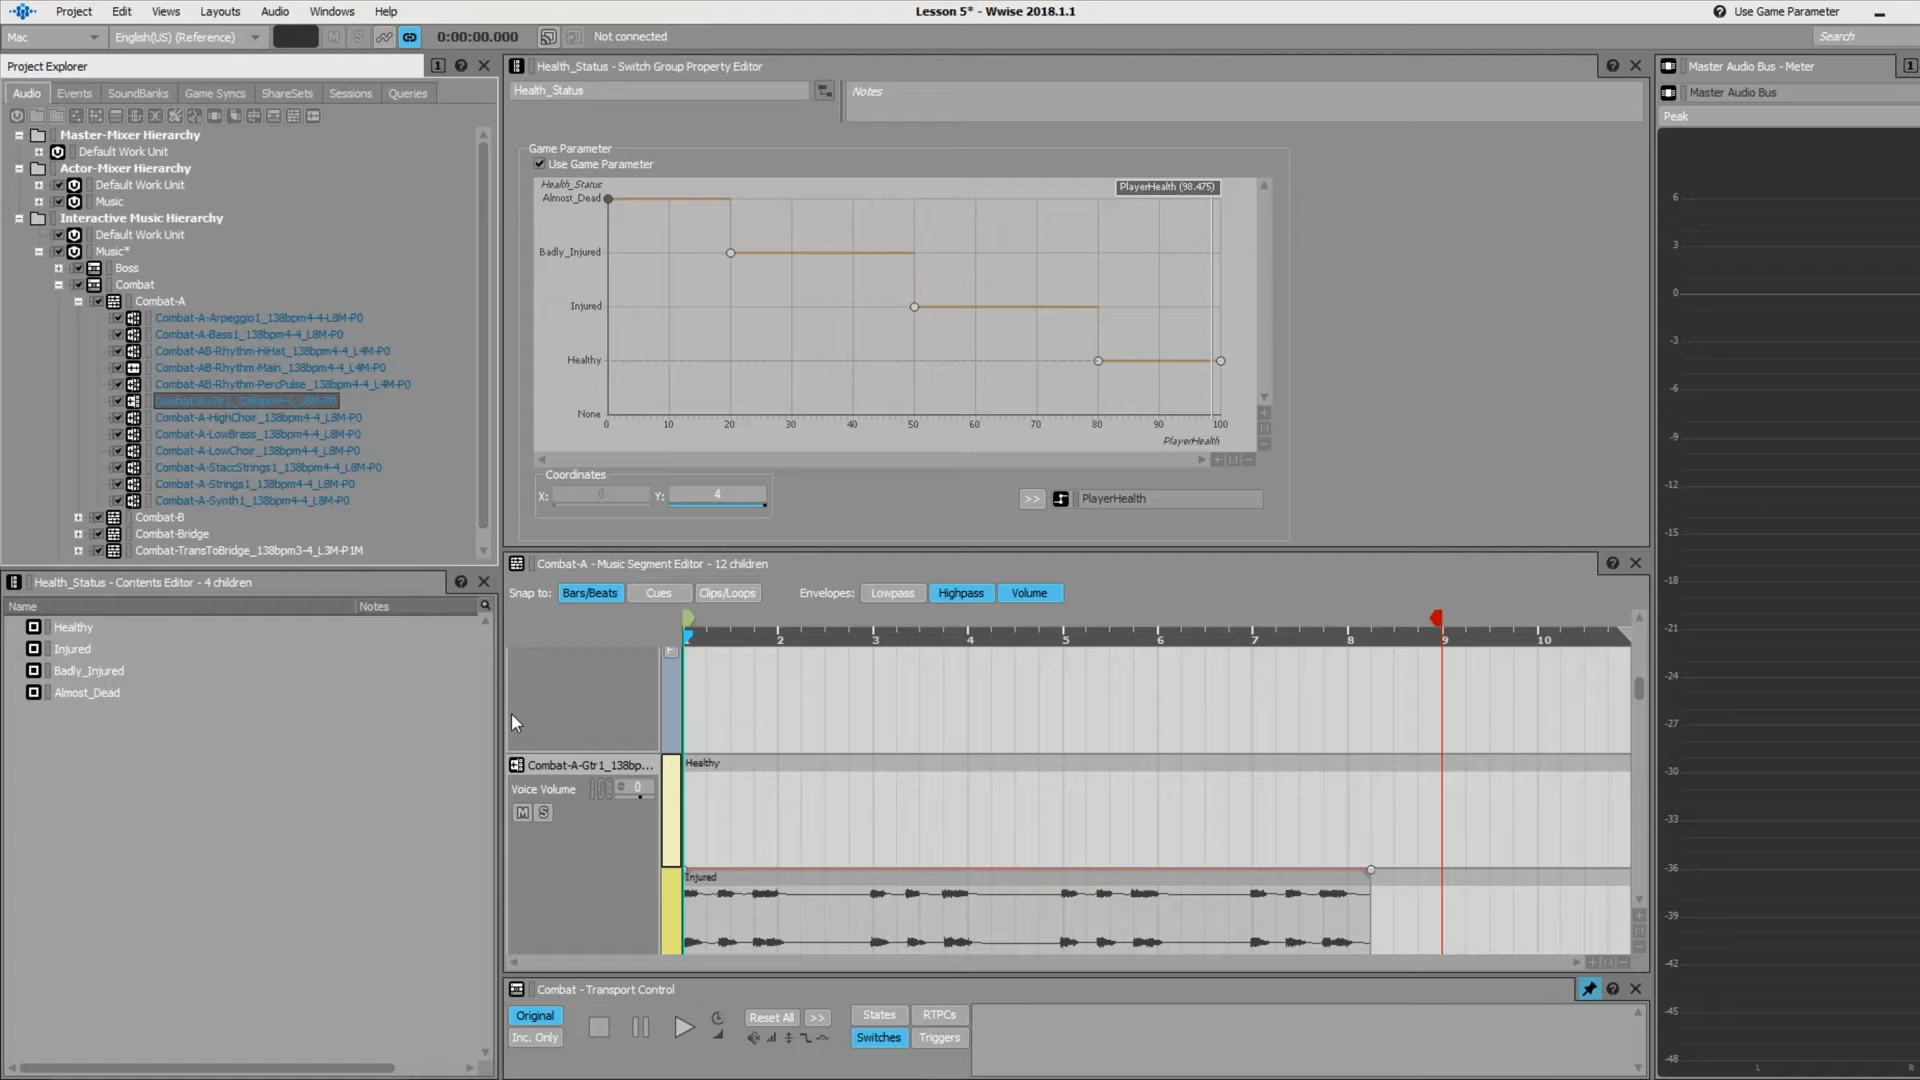 Project Edit Views Layouts Audio Windows Help
Lesson 5* - Wwise 2018.1.1
Use Game Parameter
Mac English(US) (Reference) M S 0:00:00.000 Not connected
Search
Project Explorer 1
Audio Events SoundBanks Game Syncs ShareSets Sessions Queries
Master-Mixer Hierarchy
Default Work Unit
Actor-Mixer Hierarchy
Default Work Unit
Music
Interactive Music Hierarchy
Default Work Unit
Music*
Boss
Combat
Combat-A
Combat-A-Arpeggio1_138bpm4-4-L8M-P0
Combat-A-Bass1_138bpm4-4_L8M-P0
Combat-AB-Rhythm-HiHat_138bpm4-4_L4M-P0
Combat-AB-Rhythm-Main_138bpm4-4_L4M-P0
Combat-AB-Rhythm-PercPulse_138bpm4-4_L4M-P0
Combat-A-Gtr1_138bpm4-4_L8M-P0
Combat-A-HighChoir_138bpm4-4_L8M-P0
Combat-A-LowBrass_138bpm4-4_L8M-P0
Combat-A-LowChoir_138bpm4-4_L8M-P0
Combat-A-StaccStrings1_138bpm4-4_L8M-P0
Combat-A-Strings1_138bpm4-4_L8M-P0
Combat-A-Synth1_138bpm4-4_L8M-P0
Combat-B
Combat-Bridge
Combat-TransToBridge_138bpm3-4_L3M-P1M
Health_Status - Contents Editor - 4 children
Name Notes
Healthy
Injured
Badly_Injured
Almost_Dead
Health_Status - Switch Group Property Editor
Health_Status
Notes
Game Parameter
Use Game Parameter
Health_Status
PlayerHealth (98.475)
Almost_Dead
Badly_Injured
Injured
Healthy
None
0 10 20 30 40 50 60 70 80 90 100
PlayerHealth
Coordinates
X: 0 Y: 4
>> PlayerHealth
Combat-A - Music Segment Editor - 12 children
Snap to: Bars/Beats Cues Clips/Loops Envelopes: Lowpass Highpass Volume
2 3 4 5 6 7 8 9 10
Combat-A-Gtr1_138bp...
Healthy
Voice Volume 0
M S
Injured
Combat - Transport Control
Original
Inc. Only
Reset All >>
States RTPCs
Switches Triggers
Master Audio Bus - Meter 1
Master Audio Bus
Peak
6
3
0
-3
-6
-9
-12
-15
-18
-21
-24
-27
-30
-33
-36
-39
-42
-45
-48
L R